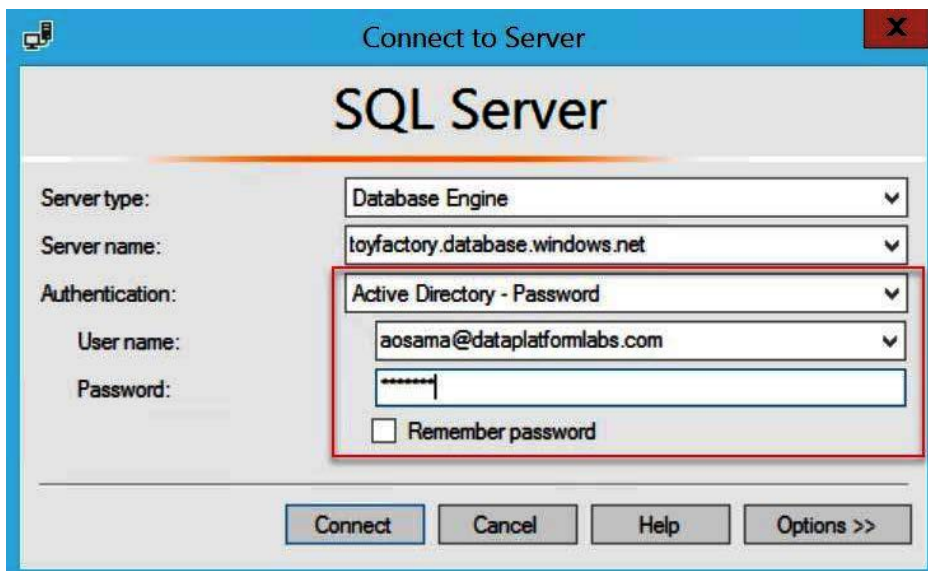 Connect to Server
X
SQL Server
Server type: Database Engine
Server name: toyfactory.database.windows.net
Authentication: Active Directory - Password
User name: aosama@dataplatformlabs.com
Password: *******
Remember password
Connect Cancel Help Options >>